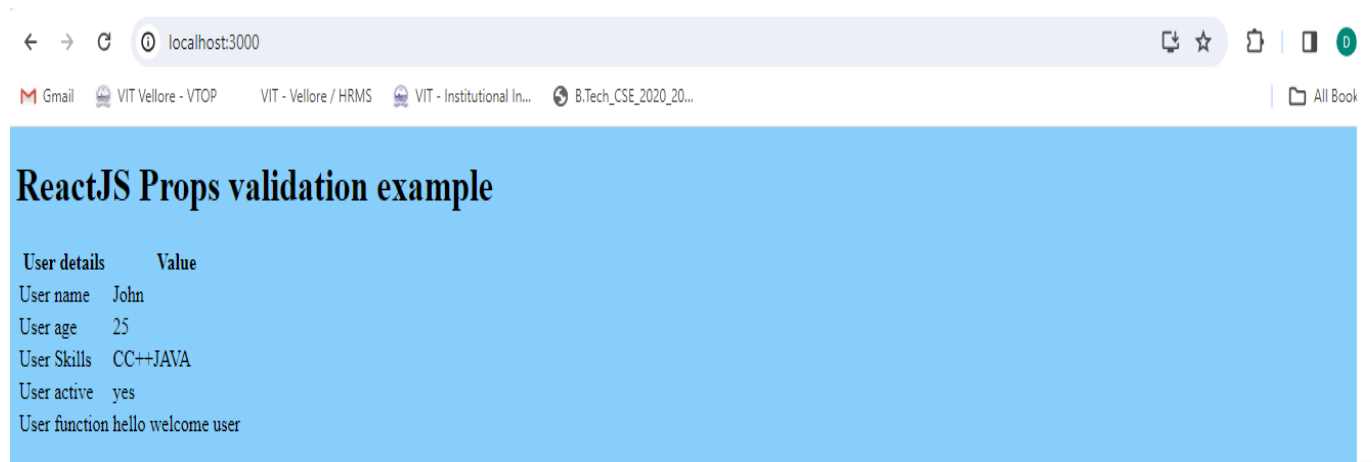 localhost:3000 D
Gmail VIT Vellore - VTOP VIT - Vellore / HRMS VIT - Institutional In... B.Tech_CSE_2020_20... All Book
ReactJS Props validation example
User details Value
User name John
User age 25
User Skills CC++JAVA
User active yes
User function hello welcome user